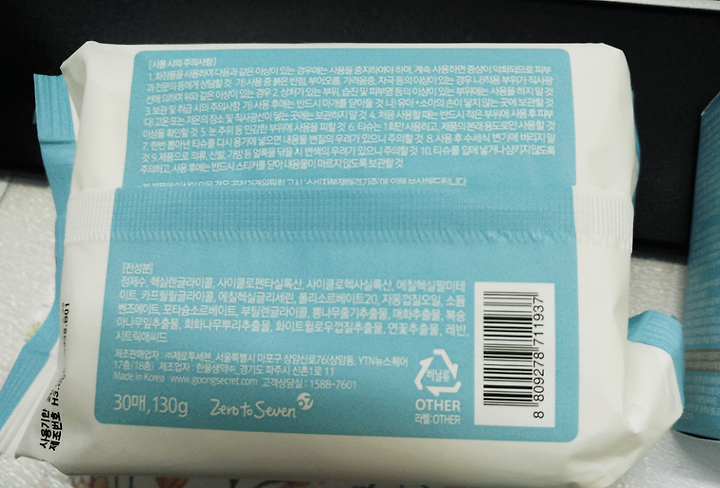 [사용 시의 주의사항]
1. 화장품을 사용하여 다음과 같은 이상이 있는 경우에는 사용을 중지하여야 하며, 계속 사용하면 증상이 악화되므로 피부
과 전문의 등에게 상담할 것 가) 사용 중 붉은 반점, 부어오름, 가려움증, 자극 등의 이상이 있는 경우 나) 적용 부위가 직사광
선에 의하여 위와 같은 이상이 있는 경우 2. 상처가 있는 부위, 습진 및 피부염 등의 이상이 있는 부위에는 사용을 하지 말 것
3. 보관 및 취급 시의 주의사항 가) 사용 후에는 반드시 마개를 닫아둘 것 나) 유아·소아의 손이 닿지 않는 곳에 보관할 것
다) 고온 또는 저온의 장소 및 직사광선이 닿는 곳에는 보관하지 말 것 4. 처음 사용할 때는 반드시 적은 부위에 사용 후 피부
이상을 확인할 것 5. 눈 주위 등 민감한 부위에 사용을 피할 것 6. 티슈는 1회만 사용하고, 제품의 본래 용도로만 사용할 것
7. 한번 뽑아낸 티슈를 다시 용기에 넣으면 내용물 변질의 우려가 있으니 주의할 것 8. 사용 후 수세식 변기에 버리지 말
것 9. 제품으로 의류, 신발, 가방 등 얼룩을 닦을 시 변색의 우려가 있으니 주의할 것 10. 티슈를 입에 넣거나 삼키지 않도록
주의하고, 사용 후에는 반드시 스티커를 닫아 내용물이 마르지 않도록 보관할 것
[전성분]
정제수, 헥실렌글라이콜, 사이클로펜타실록산, 사이클로헥사실록산, 에칠헥실팔미테
이트, 카프릴릴글라이콜, 에칠헥실글리세린, 폴리소르베이트20, 자몽껍질오일, 소듐
벤조에이트, 포타슘소르베이트, 부틸렌글라이콜, 뽕나무줄기추출물, 매화추출물, 복숭
아나무잎추출물, 회화나무뿌리추출물, 화이트윌로우껍질추출물, 연꽃추출물, 레반,
시트릭애씨드
제조판매업자 : ㈜제로투세븐, 서울특별시 마포구 상암산로76(상암동, YTN뉴스퀘어
17층/18층) 제조업자 : 한울생약㈜, 경기도 파주시 신촌1로 11
Made in Korea www.goongsecret.com 고객상담실 : 1588-7601
30매, 130g Zero to Seven
비닐류
OTHER
라벨:OTHER
8 809278 711937
사용기한
제조번호